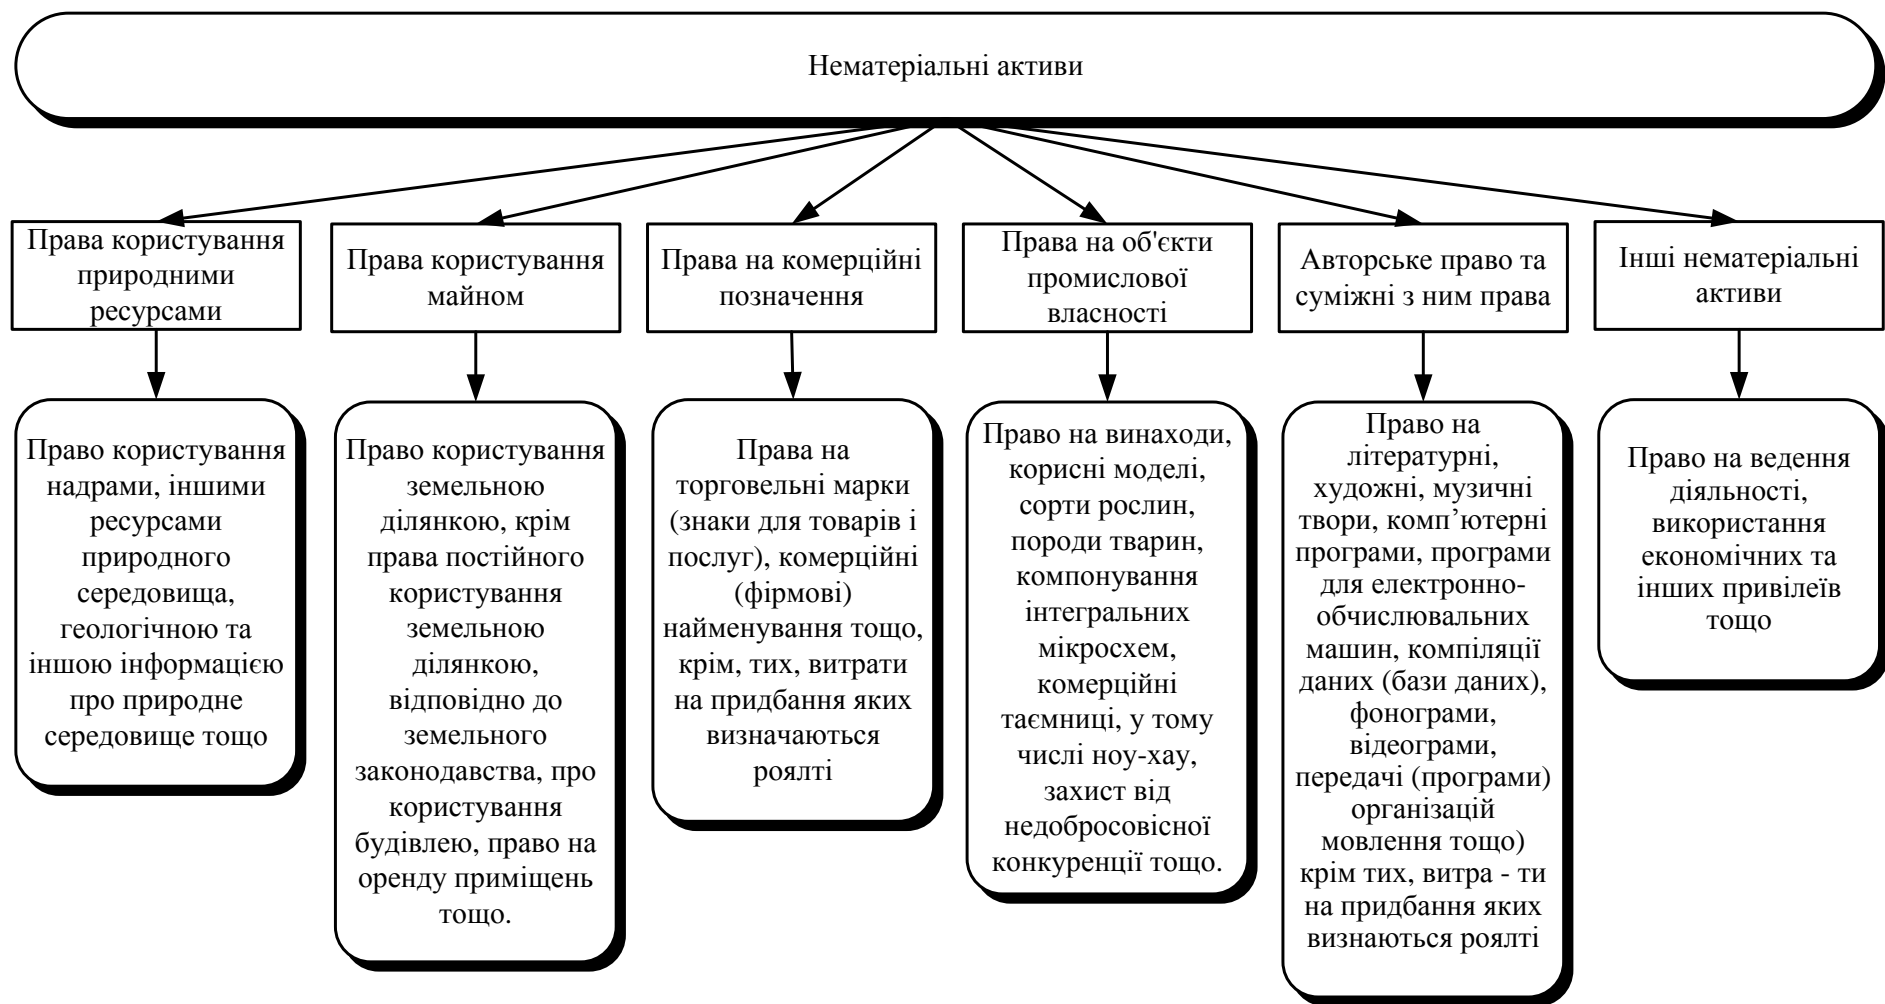 Нематеріальні активи
Права користування
природними
ресурсами
Права користування
майном
Права на комерційні
позначення
Права на об'єкти
промислової
власності
Авторське право та
суміжні з ним права
Інші нематеріальні
активи
Право користування
надрами, іншими
ресурсами
природного
середовища,
геологічною та
іншою інформацією
про природне
середовище тощо
Право користування
земельною
ділянкою, крім
права постійного
користування
земельною
ділянкою,
відповідно до
земельного
законодавства, про
користування
будівлею, право на
оренду приміщень
тощо.
Права на
торговельні марки
(знаки для товарів і
послуг), комерційні
(фірмові)
найменування тощо,
крім, тих, витрати
на придбання яких
визначаються
роялті
Право на винаходи,
корисні моделі,
сорти рослин,
породи тварин,
компонування
інтегральних
мікросхем,
комерційні
таємниці, у тому
числі ноу-хау,
захист від
недобросовісної
конкуренції тощо.
Право на
літературні,
художні, музичні
твори, комп’ютерні
програми, програми
для електронно-
обчислювальних
машин, компіляції
даних (бази даних),
фонограми,
відеограми,
передачі (програми)
організацій
мовлення тощо)
крім тих, витра - ти
на придбання яких
визнаються роялті
Право на ведення
діяльності,
використання
економічних та
інших привілеїв
тощо